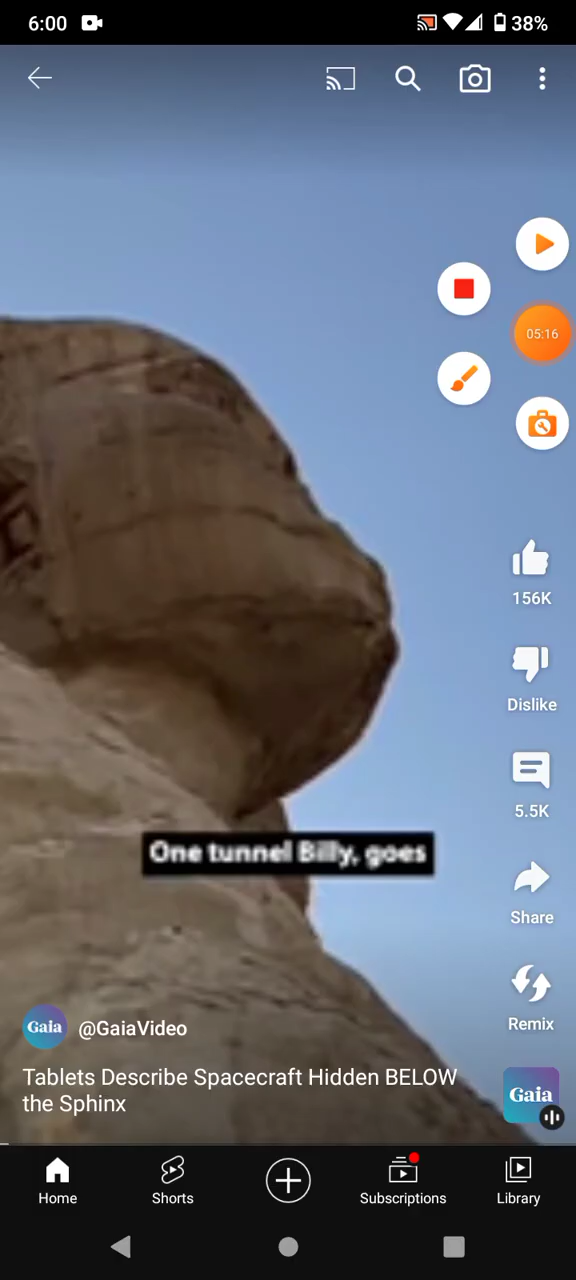 6:00
38%
05:16
156K
Dislike
5.5K
One tunnel Billy, goes
Share
Remix
Gaia @GaiaVideo
Tablets Describe Spacecraft Hidden BELOW
the Sphinx
Gaia
Home
Shorts
Subscriptions
Library